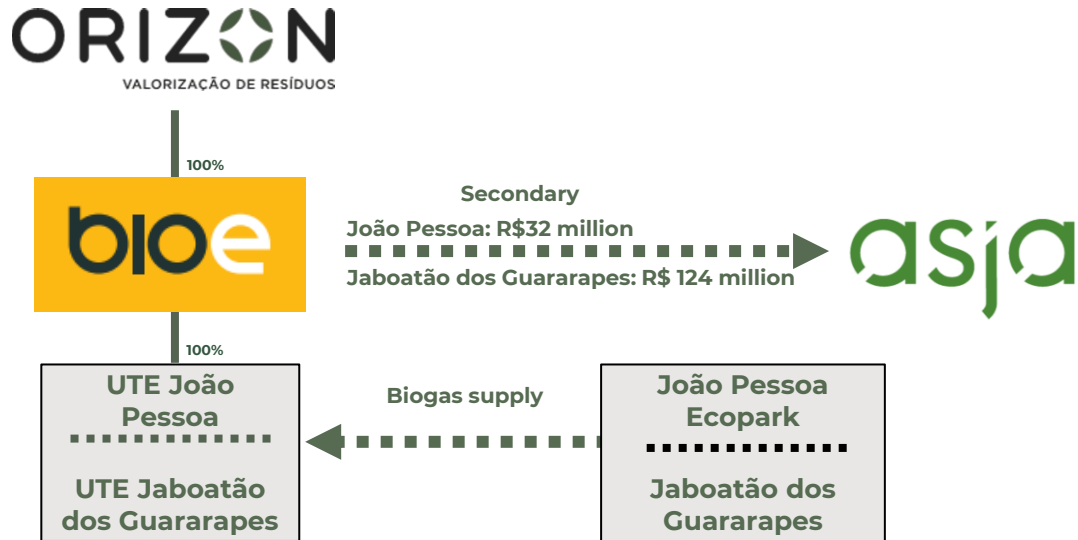 ORIZON
VALORIZAÇÃO DE RESÍDUOS
100%
bioe
Secondary
João Pessoa: R$32 million
Jaboatão dos Guararapes: R$ 124 million
asja
100%
UTE João
Pessoa
UTE Jaboatão
dos Guararapes
Biogas supply
João Pessoa
Ecopark
Jaboatão dos
Guararapes